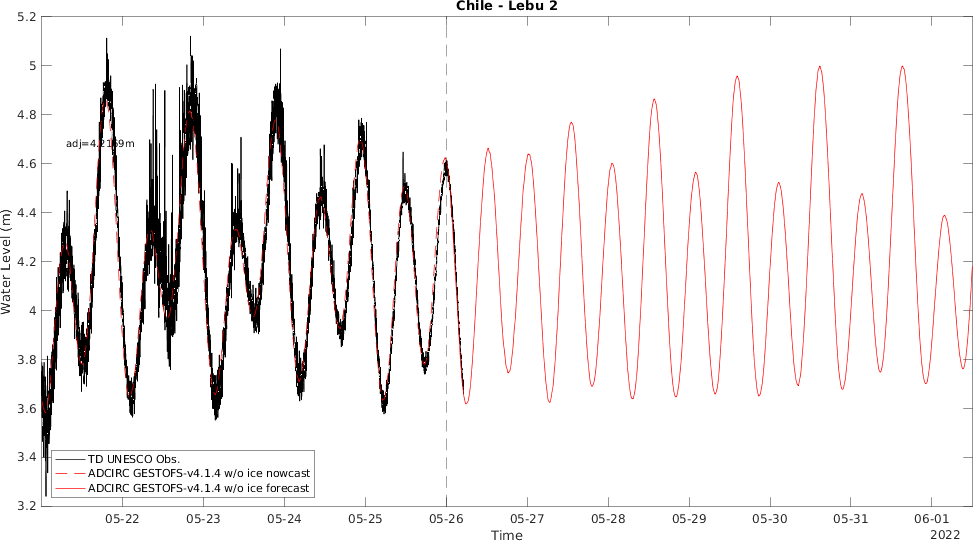 Chile - Lebu 2
5.2
5
4.8
4.6
4.4
4.2
4
3.8
3.6
3.4
3.2
Water Level (m)
adj=4.2169m
TD UNESCO Obs.
ADCIRC GESTOFS-v4.1.4 w/o ice nowcast
ADCIRC GESTOFS-v4.1.4 w/o ice forecast
05-22 05-23 05-24 05-25 05-26 05-27 05-28 05-29 05-30 05-31 06-01
2022
Time